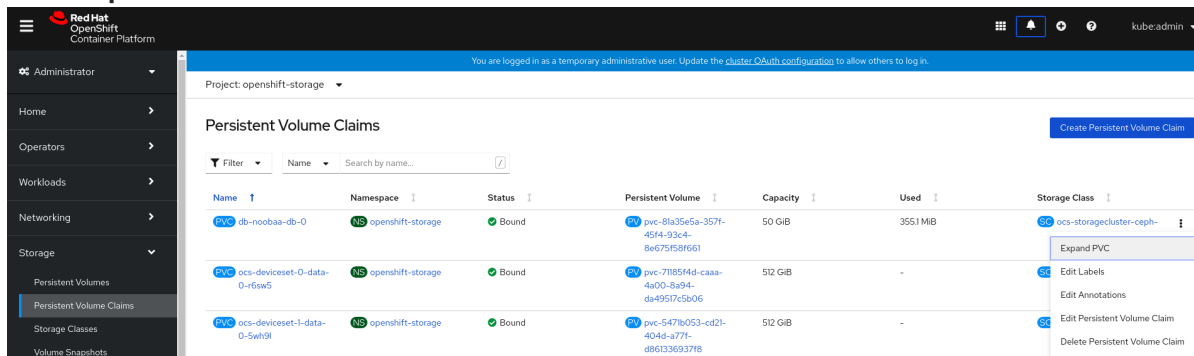 Red Hat
OpenShift
Container Platform
kube:admin
Administrator
You are logged in as a temporary administrative user. Update the cluster OAuth configuration to allow others to log in.
Project: openshift-storage
Home
Operators
Workloads
Networking
Storage
Persistent Volumes
Persistent Volume Claims
Storage Classes
Volume Snapshots
Persistent Volume Claims
Create Persistent Volume Claim
Filter Name Search by name... /
Name Namespace Status Persistent Volume Capacity Used Storage Class
PVC db-noobaa-db-0 NS openshift-storage Bound PV pvc-81a35e5a-357f- 50 GiB 355.1 MiB SC ocs-storagecluster-ceph-
45f4-93c4-
8e675f58f661
PVC ocs-deviceset-0-data- NS openshift-storage Bound PV pvc-71185f4d-caaa- 512 GiB - SC
0-r6sw5 4a00-8a94-
da49517c5b06
PVC ocs-deviceset-1-data- NS openshift-storage Bound PV pvc-5471b053-cd21- 512 GiB - SC
0-5wh9l 404d-a77f-
d861336937f8
Expand PVC
Edit Labels
Edit Annotations
Edit Persistent Volume Claim
Delete Persistent Volume Claim